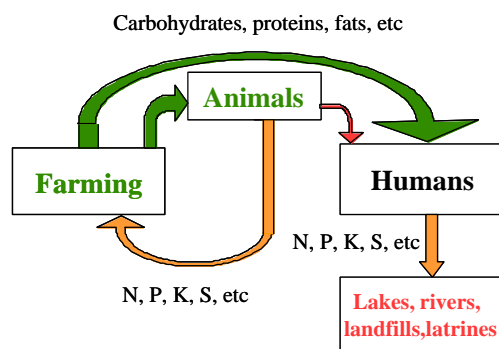 Carbohydrates, proteins, fats, etc
Animals
Farming
Humans
N, P, K, S, etc
N, P, K, S, etc
Lakes, rivers,
landfills,latrines